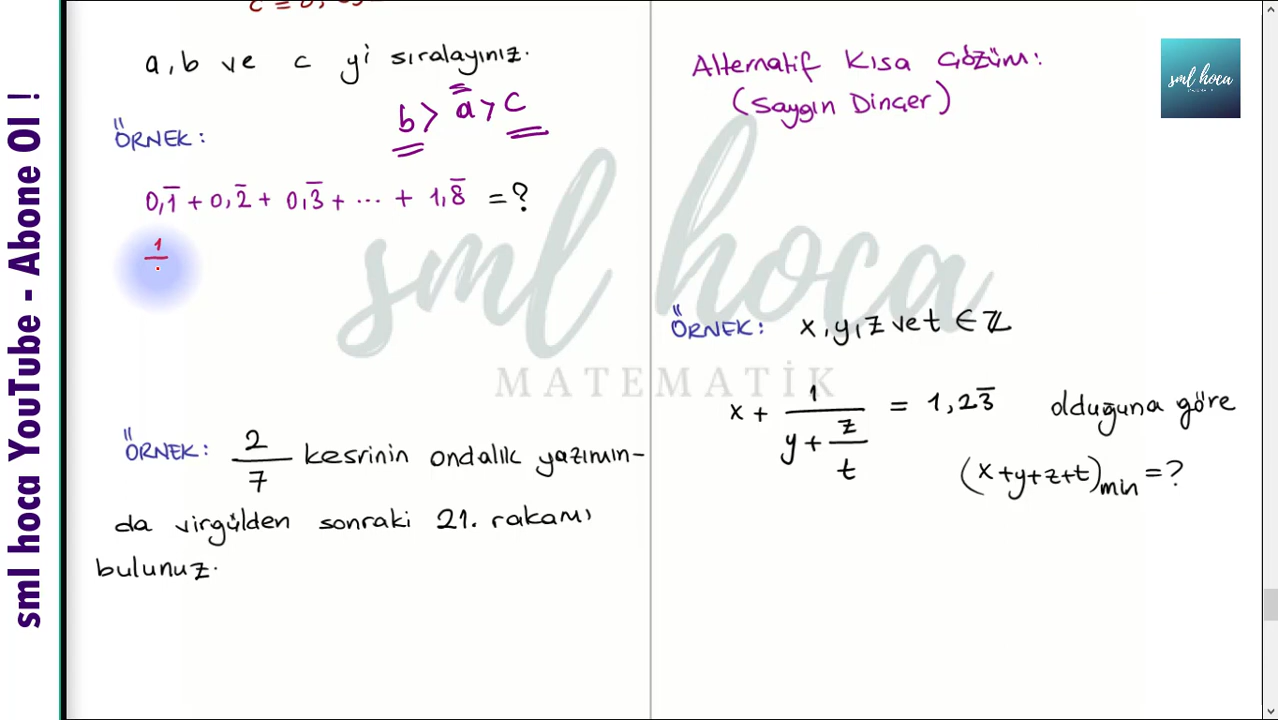 sml hoca YouTube - Abone Ol !
a, b ve c yi sıralayınız.
b > a > c
ÖRNEK:
0,1̅ + 0,2̅ + 0,3̅ + ... + 1,8̅ = ?
1
ÖRNEK: 2/7 kesrinin ondalık yazımın-
da virgülden sonraki 21. rakamı
bulunuz.
Alternatif Kısa Çözüm:
(Saygın Dinçer)
sml hoca
ÖRNEK: x, y, z ve t ∈ ℤ
x + 1/(y + z/t) = 1,23̅ olduğuna göre
(x+y+z+t)min = ?
sml hoca
MATEMATİK